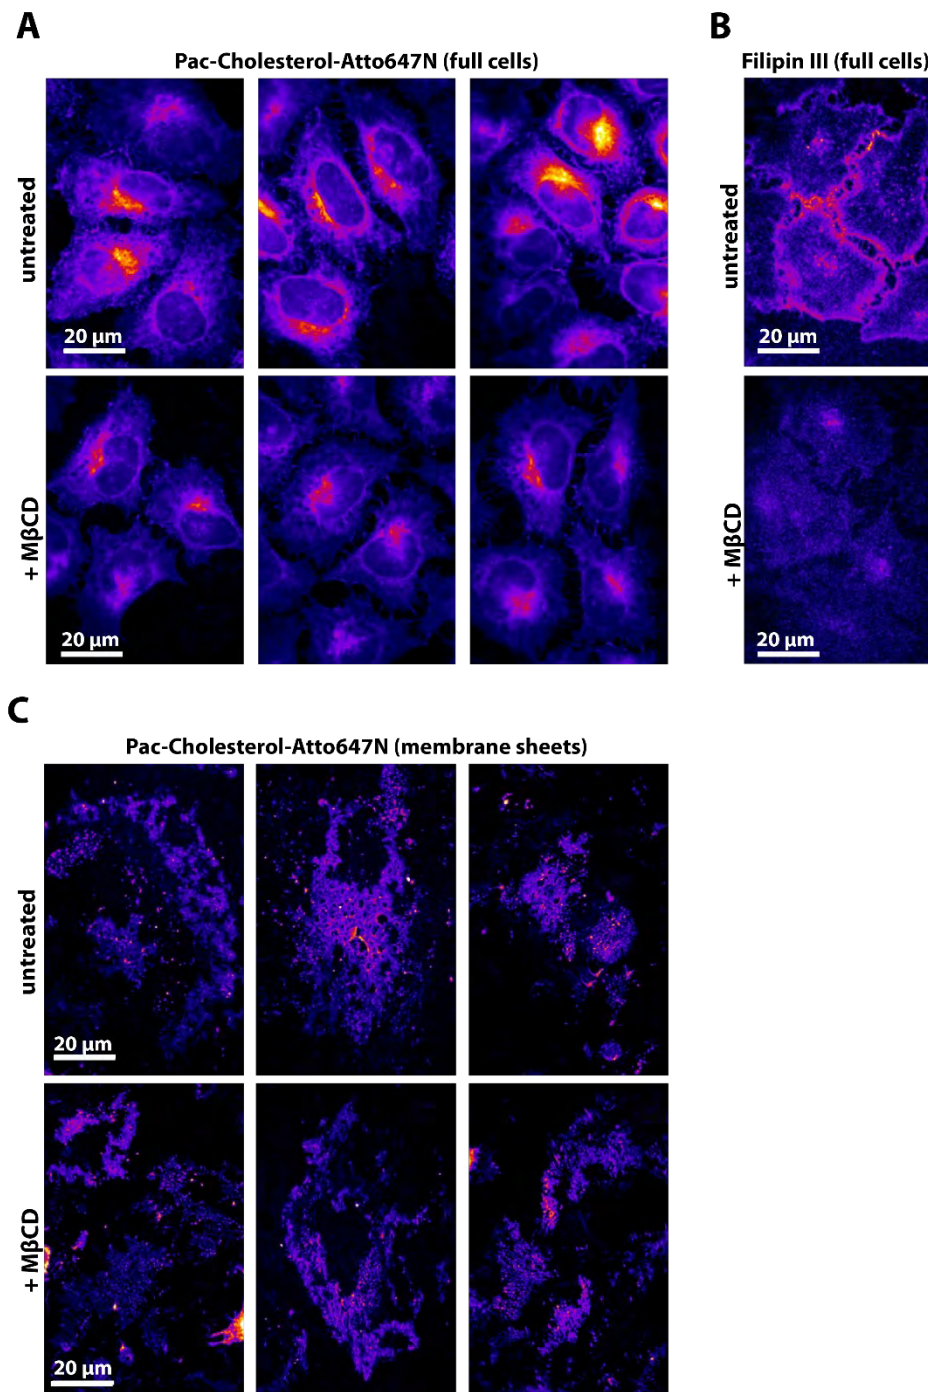 A
Pac-Cholesterol-Atto647N (full cells)
untreated
20 µm
+ MβCD
20 µm
B
Filipin III (full cells)
untreated
20 µm
+ MβCD
20 µm
C
Pac-Cholesterol-Atto647N (membrane sheets)
untreated
20 µm
+ MβCD
20 µm